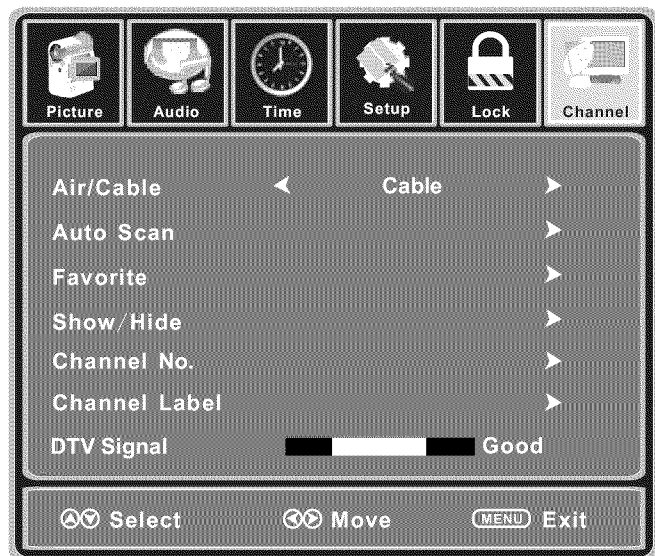 Picture Audio Time Setup Lock Channel
Air/Cable Cable
Auto Scan
Favorite
Show/Hide
Channel No.
Channel Label
DTV Signal Good
Select Move MENU Exit